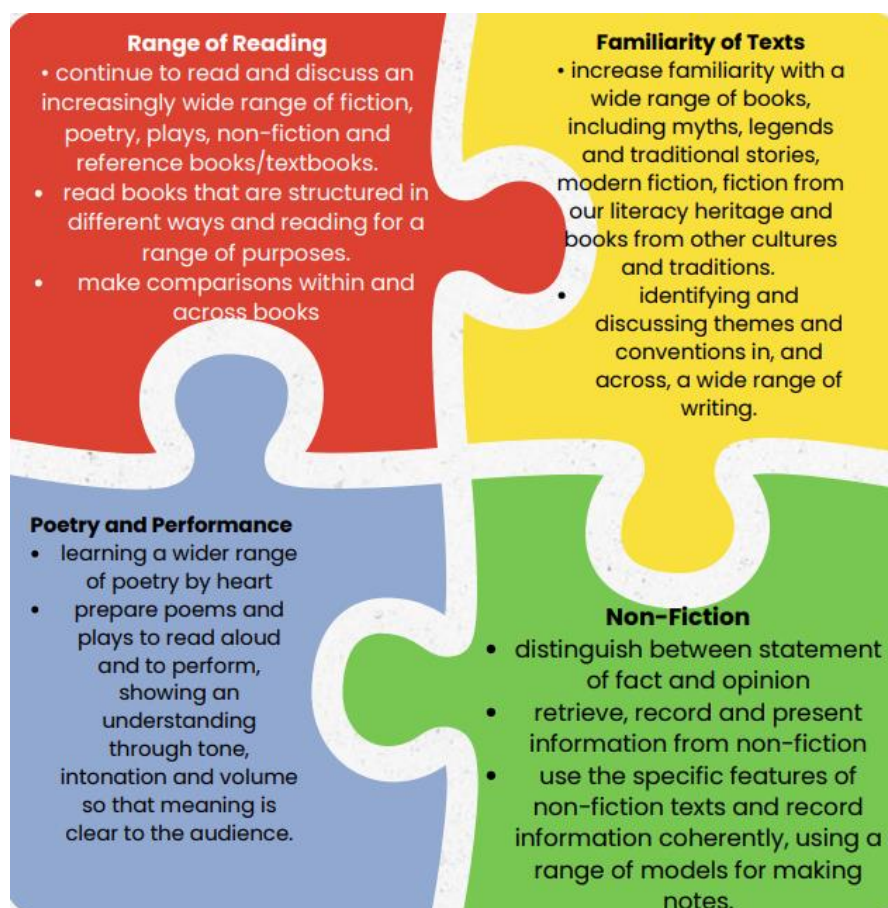 Range of Reading
• continue to read and discuss an
increasingly wide range of fiction,
poetry, plays, non-fiction and
reference books/textbooks.
• read books that are structured in
different ways and reading for a
range of purposes.
• make comparisons within and
across books
Familiarity of Texts
• increase familiarity with a
wide range of books,
including myths, legends
and traditional stories,
modern fiction, fiction from
our literacy heritage and
books from other cultures
and traditions.
• identifying and
discussing themes and
conventions in, and
across, a wide range of
writing.
Poetry and Performance
• learning a wider range
of poetry by heart
• prepare poems and
plays to read aloud
and to perform,
showing an
understanding
through tone,
intonation and volume
so that meaning is
clear to the audience.
Non-Fiction
• distinguish between statement
of fact and opinion
• retrieve, record and present
information from non-fiction
• use the specific features of
non-fiction texts and record
information coherently, using a
range of models for making
notes.